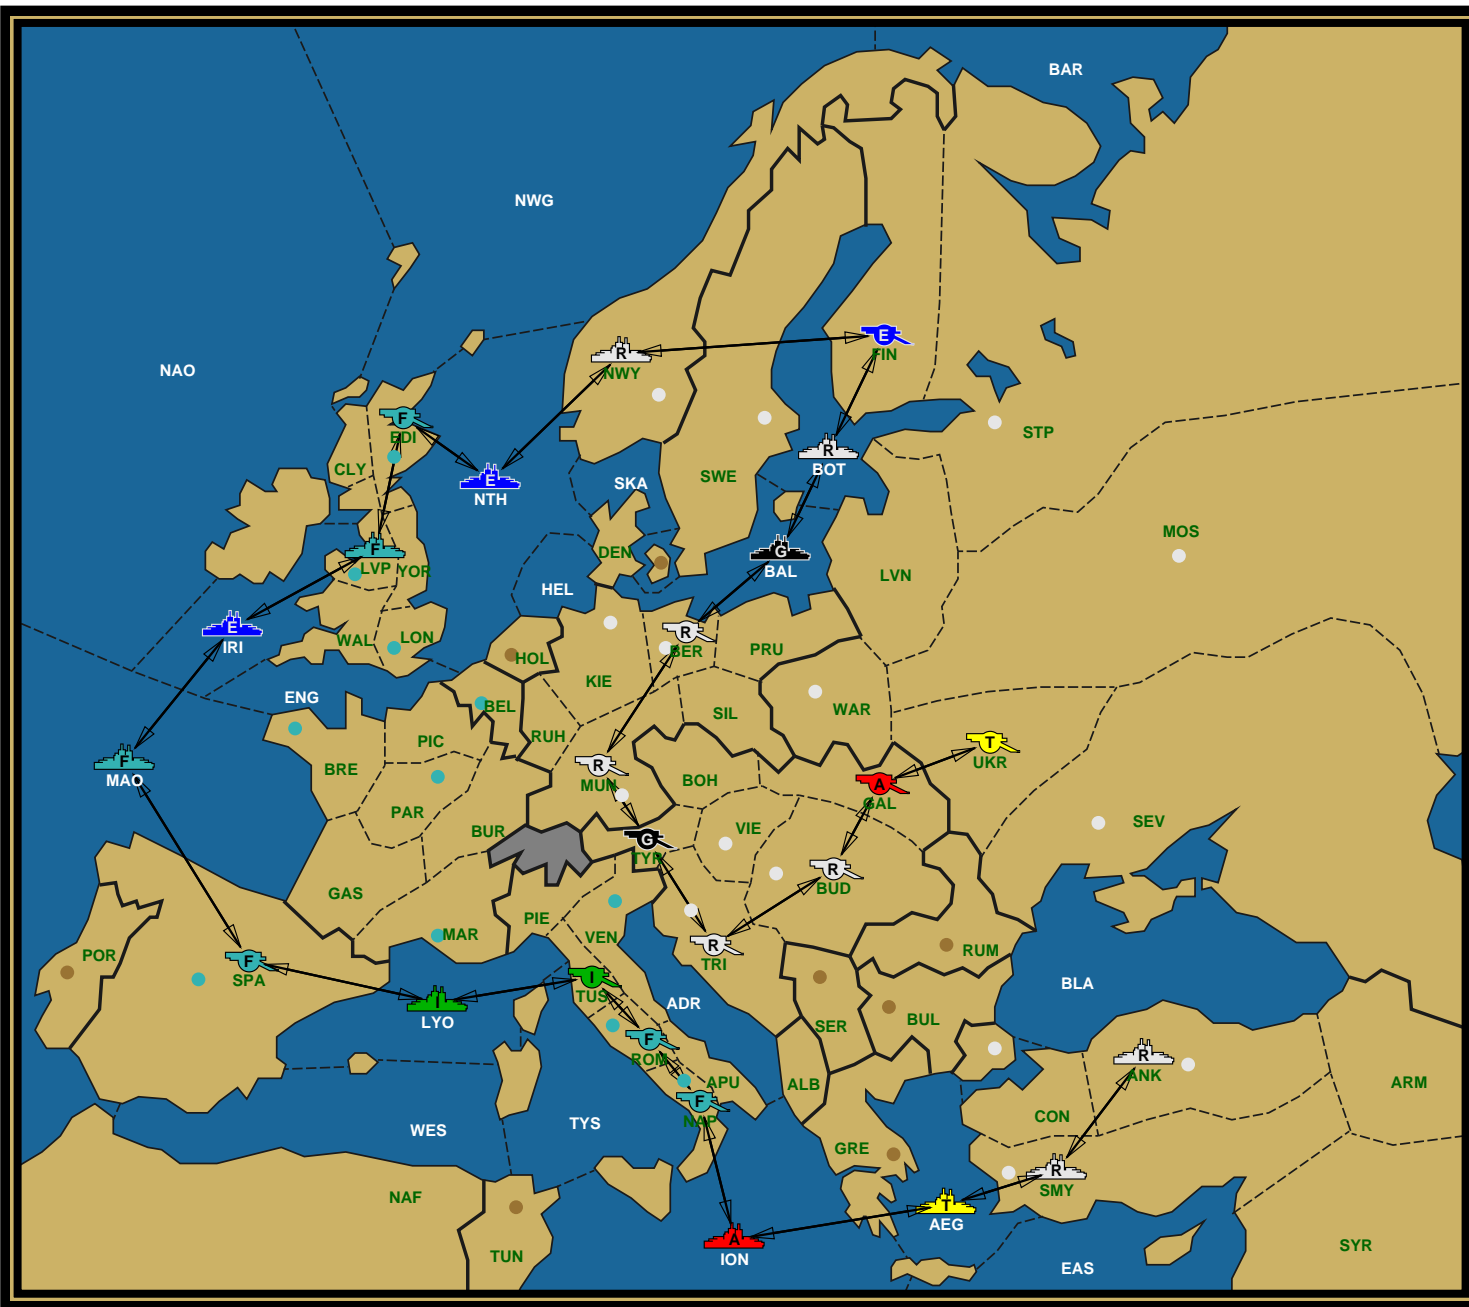 BAR
NWG
E
FIN
R
NWY
NAO
F
EDI
STP
R
BOT
CLY
SWE
SKA
E
NTH
MOS
F
LVP
YOR
DEN
G
BAL
LVN
HEL
E
IRI
WAL
LON
HOL
R
BER
PRU
KIE
ENG
BEL
SIL
WAR
RUH
PIC
T
UKR
F
MAO
BRE
R
MUN
BOH
A
GAL
PAR
BUR
VIE
SEV
G
TYR
R
BUD
GAS
PIE
MAR
VEN
R
TRI
RUM
POR
F
SPA
I
TUS
ADR
BLA
I
LYO
SER
BUL
F
ROM
R
ANK
APU
ALB
ARM
F
NAP
CON
WES
TYS
GRE
R
SMY
NAF
T
AEG
A
ION
TUN
EAS
SYR